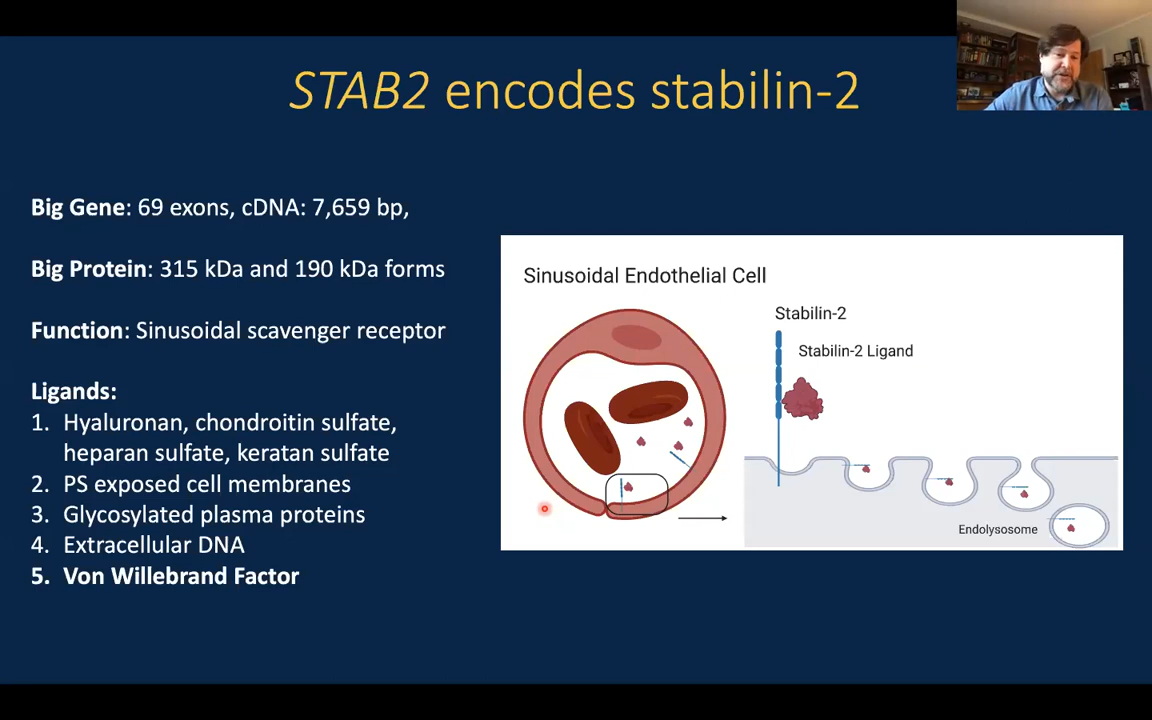 STAB2 encodes stabilin-2
Big Gene: 69 exons, cDNA: 7,659 bp,
Big Protein: 315 kDa and 190 kDa forms
Function: Sinusoidal scavenger receptor
Ligands:
1. Hyaluronan, chondroitin sulfate,
heparan sulfate, keratan sulfate
2. PS exposed cell membranes
3. Glycosylated plasma proteins
4. Extracellular DNA
5. Von Willebrand Factor
Sinusoidal Endothelial Cell
Stabilin-2
Stabilin-2 Ligand
Endolysosome